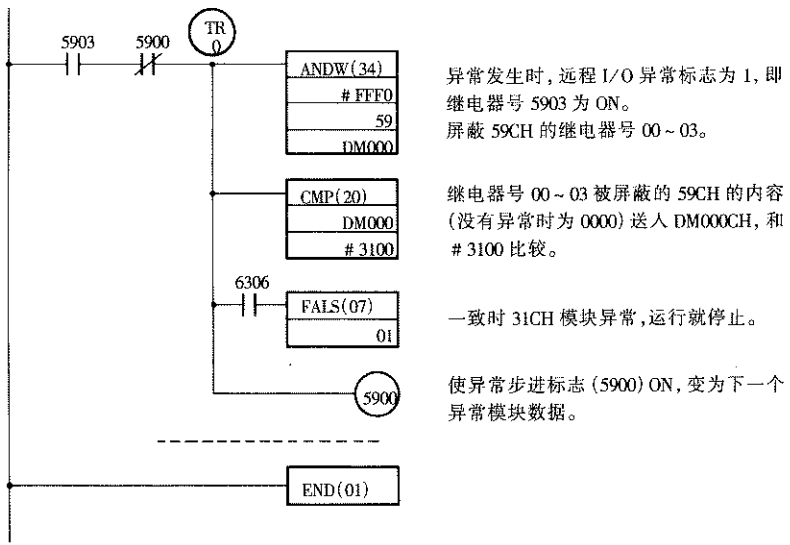 TR
0
5903
5900
ANDW(34)
# FFF0
59
DM000
异常发生时,远程 I/O 异常标志为 1,即
继电器号 5903 为 ON。
屏蔽 59CH 的继电器号 00~03。
CMP(20)
DM000
# 3100
继电器号 00~03 被屏蔽的 59CH 的内容
(没有异常时为 0000)送人 DM000CH,和
# 3100 比较。
6306
FALS(07)
01
一致时 31CH 模块异常,运行就停止。
5900
使异常步进标志 (5900) ON,变为下一个
异常模块数据。
END(01)